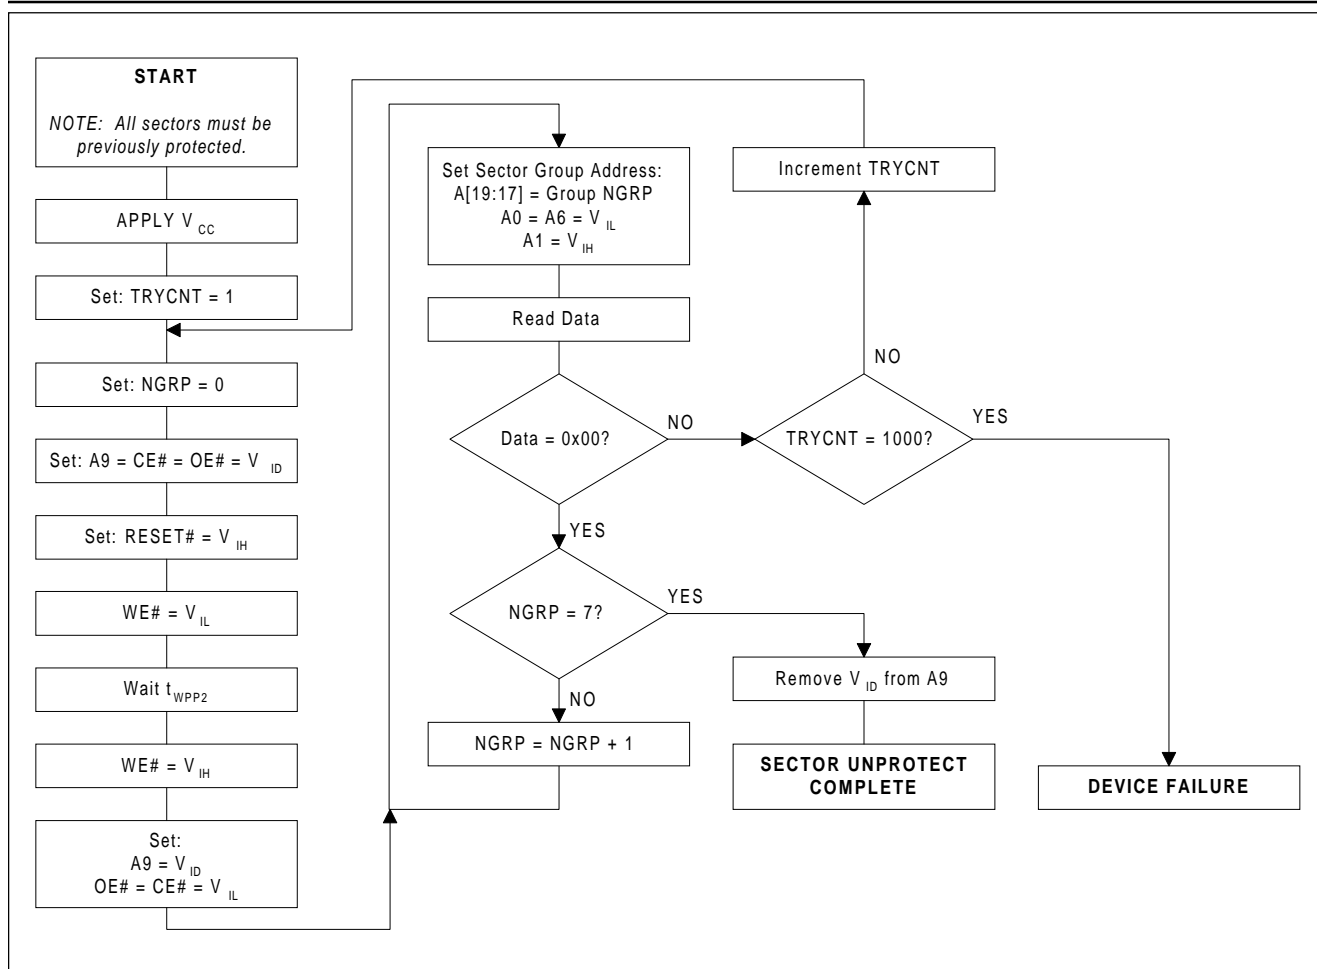 START
NOTE: All sectors must be
previously protected.
APPLY V CC
Set: TRYCNT = 1
Set: NGRP = 0
Set: A9 = CE# = OE# = V ID
Set: RESET# = V IH
WE# = V IL
Wait t WPP2
WE# = V IH
Set:
A9 = V ID
OE# = CE# = V IL
Set Sector Group Address:
A[19:17] = Group NGRP
A0 = A6 = V IL
A1 = V IH
Read Data
Data = 0x00?
NO
YES
NGRP = 7?
YES
NO
NGRP = NGRP + 1
Increment TRYCNT
NO
TRYCNT = 1000?
YES
Remove V ID from A9
SECTOR UNPROTECT
COMPLETE
DEVICE FAILURE